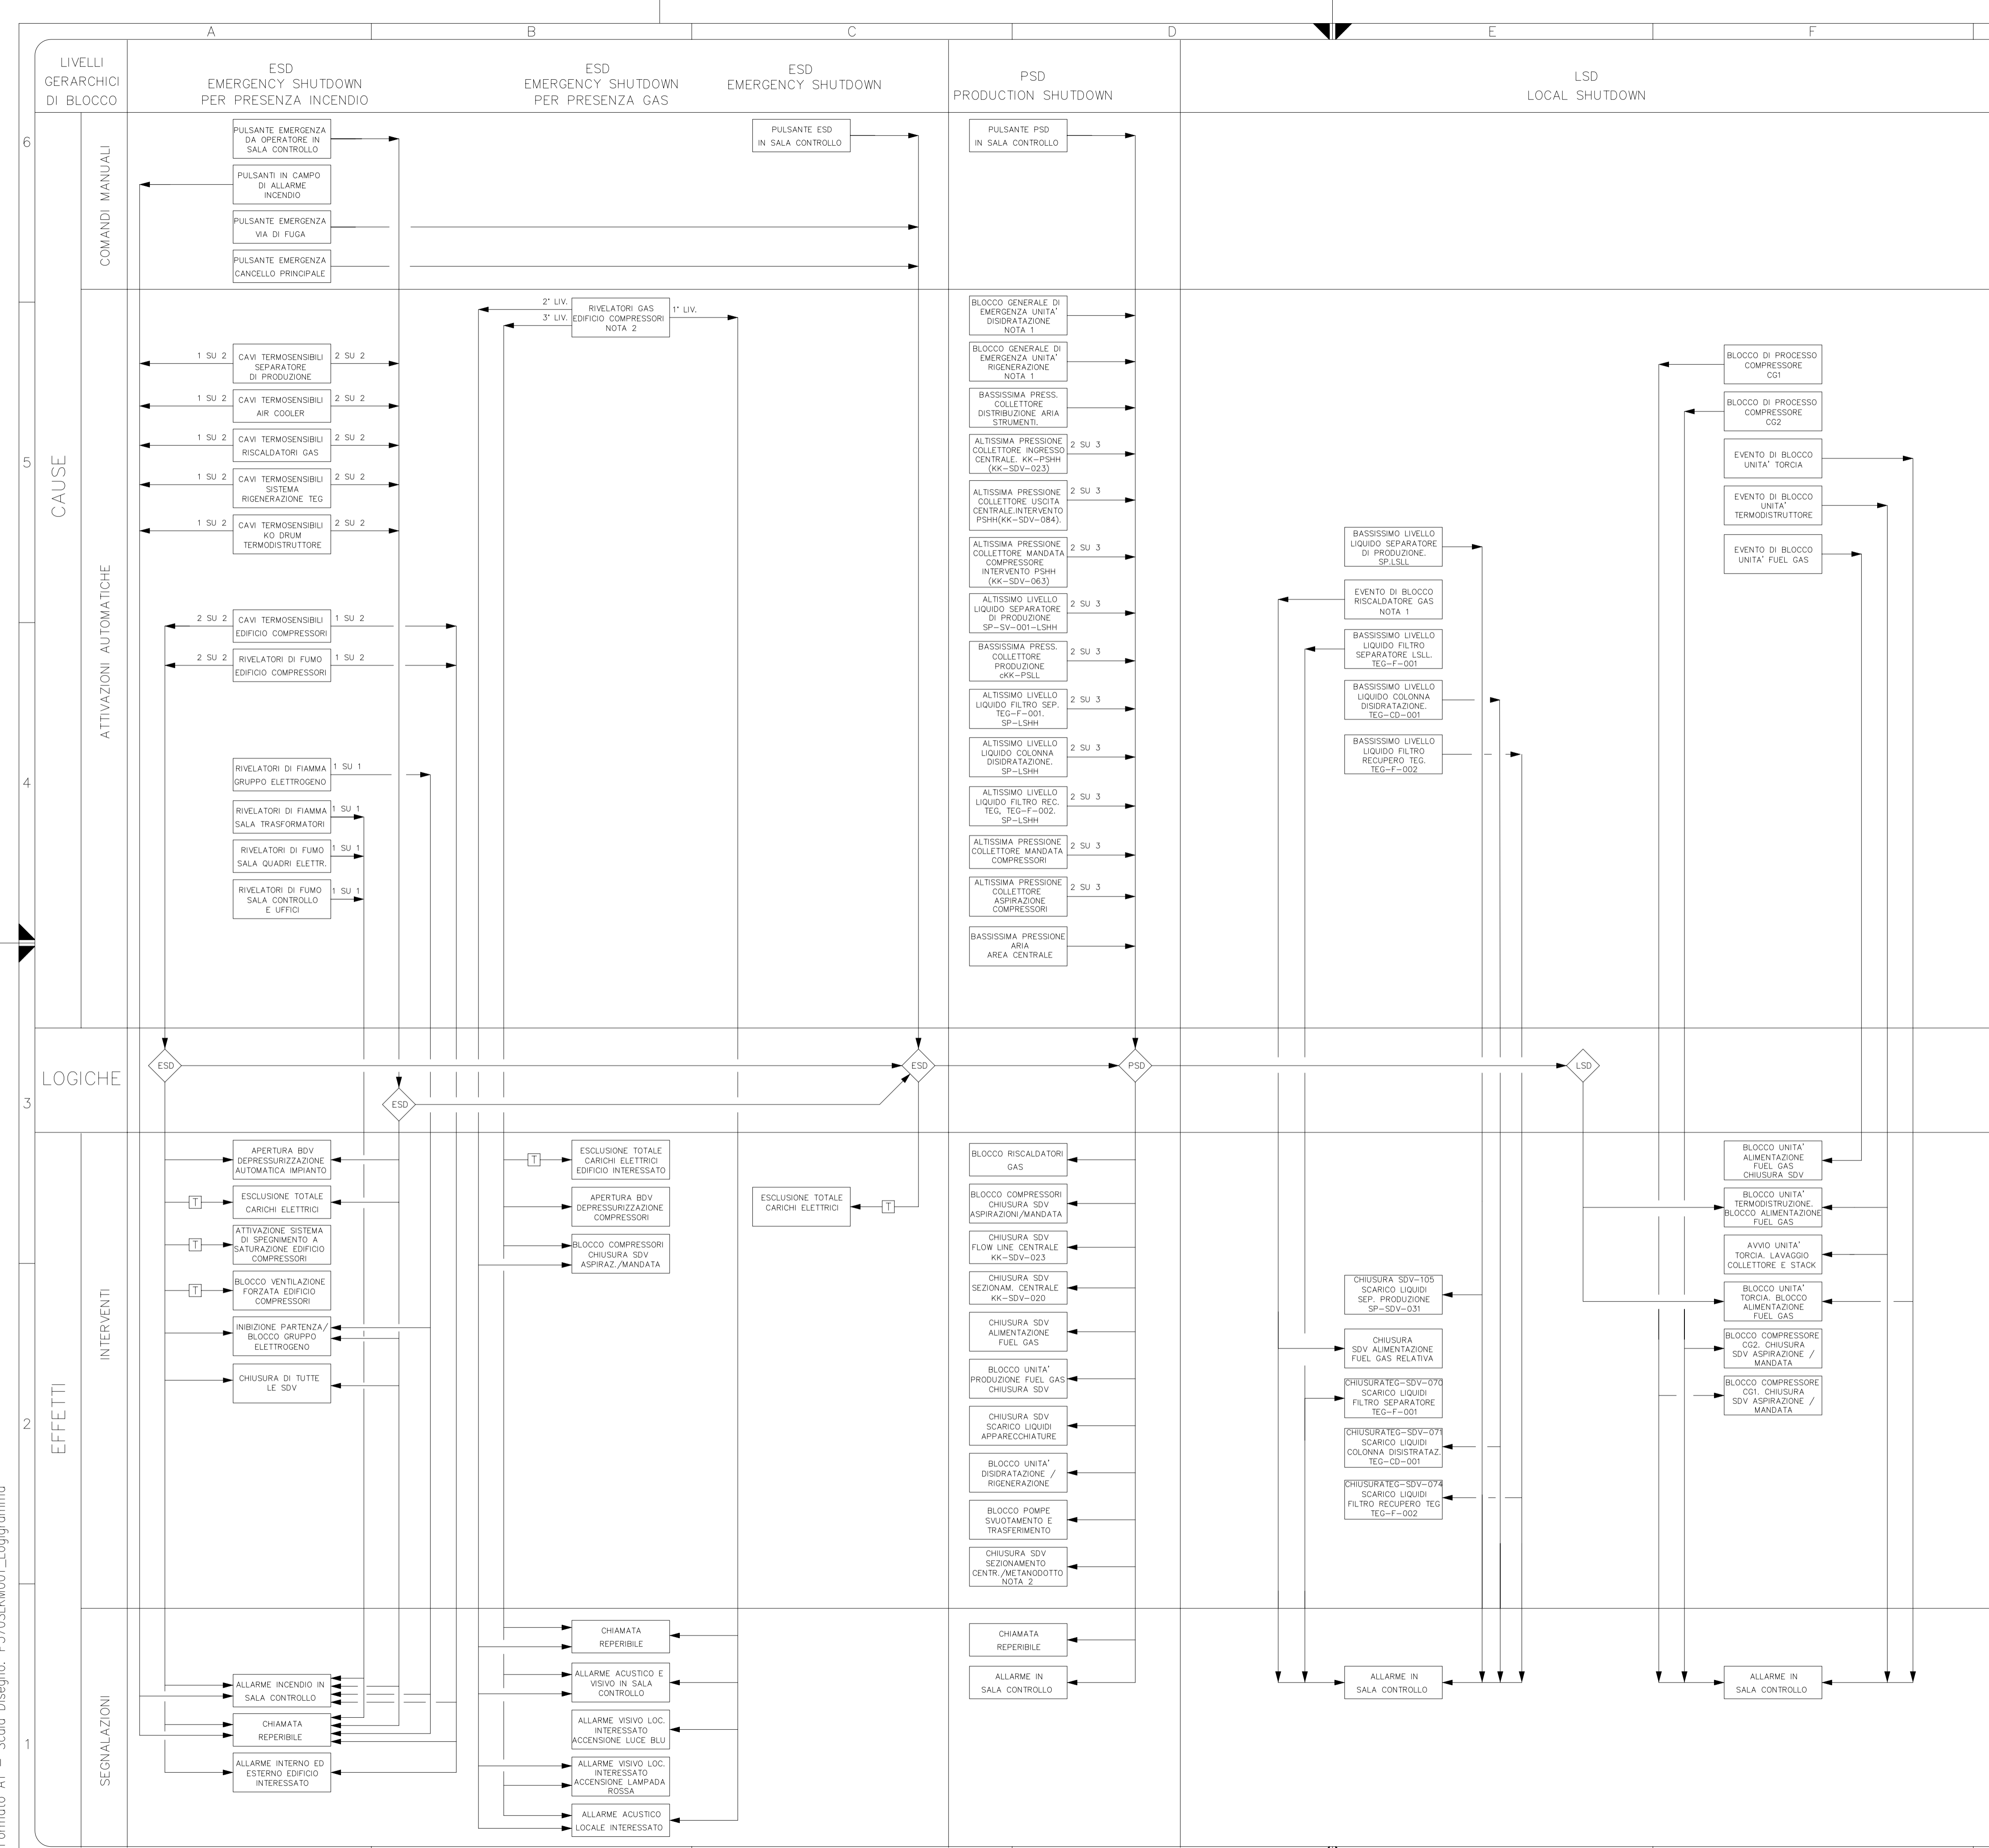 A
B
C
D
E
F
LIVELLI
GERARCHICI
DI BLOCCO
ESD
EMERGENCY SHUTDOWN
PER PRESENZA INCENDIO
ESD
EMERGENCY SHUTDOWN
PER PRESENZA GAS
ESD
EMERGENCY SHUTDOWN
PSD
PRODUCTION SHUTDOWN
LSD
LOCAL SHUTDOWN
6
5
4
3
2
1
CAUSE
COMANDI MANUALI
PULSANTE EMERGENZA
DA OPERATORE IN
SALA CONTROLLO
PULSANTI IN CAMPO
DI ALLARME
INCENDIO
PULSANTE EMERGENZA
VIA DI FUGA
PULSANTE EMERGENZA
CANCELLO PRINCIPALE
PULSANTE ESD
IN SALA CONTROLLO
PULSANTE PSD
IN SALA CONTROLLO
ATTIVAZIONI AUTOMATICHE
1 SU 2
CAVI TERMOSENSIBILI
SEPARATORE
DI PRODUZIONE
2 SU 2
1 SU 2
CAVI TERMOSENSIBILI
AIR COOLER
2 SU 2
1 SU 2
CAVI TERMOSENSIBILI
RISCALDATORI GAS
2 SU 2
1 SU 2
CAVI TERMOSENSIBILI
SISTEMA
RIGENERAZIONE TEG
2 SU 2
1 SU 2
CAVI TERMOSENSIBILI
KO DRUM
TERMODISTRUTTORE
2 SU 2
2 SU 2
CAVI TERMOSENSIBILI
EDIFICIO COMPRESSORI
1 SU 2
2 SU 2
RIVELATORI DI FUMO
EDIFICIO COMPRESSORI
1 SU 2
RIVELATORI DI FIAMMA
GRUPPO ELETTROGENO
1 SU 1
RIVELATORI DI FIAMMA
SALA TRASFORMATORI
1 SU 1
RIVELATORI DI FUMO
SALA QUADRI ELETTR.
1 SU 1
RIVELATORI DI FUMO
SALA CONTROLLO
E UFFICI
1 SU 1
2° LIV.
3° LIV.
RIVELATORI GAS
EDIFICIO COMPRESSORI
NOTA 2
1° LIV.
BLOCCO GENERALE DI
EMERGENZA UNITA'
DISIDRATAZIONE
NOTA 1
BLOCCO GENERALE DI
EMERGENZA UNITA'
RIGENERAZIONE
NOTA 1
BASSISSIMA PRESS.
COLLETTORE
DISTRIBUZIONE ARIA
STRUMENTI.
ALTISSIMA PRESSIONE
COLLETTORE INGRESSO
CENTRALE. KK-PSHH
(KK-SDV-023)
2 SU 3
ALTISSIMA PRESSIONE
COLLETTORE USCITA
CENTRALE.INTERVENTO
PSHH(KK-SDV-084).
2 SU 3
ALTISSIMA PRESSIONE
COLLETTORE MANDATA
COMPRESSORE
INTERVENTO PSHH
(KK-SDV-063)
2 SU 3
ALTISSIMO LIVELLO
LIQUIDO SEPARATORE
DI PRODUZIONE
SP-SV-001-LSHH
2 SU 3
BASSISSIMA PRESS.
COLLETTORE
PRODUZIONE
cKK-PSLL
2 SU 3
ALTISSIMO LIVELLO
LIQUIDO FILTRO SEP.
TEG-F-001.
SP-LSHH
2 SU 3
ALTISSIMO LIVELLO
LIQUIDO COLONNA
DISIDRATAZIONE.
SP-LSHH
2 SU 3
ALTISSIMO LIVELLO
LIQUIDO FILTRO REC.
TEG, TEG-F-002.
SP-LSHH
2 SU 3
ALTISSIMA PRESSIONE
COLLETTORE MANDATA
COMPRESSORI
2 SU 3
ALTISSIMA PRESSIONE
COLLETTORE
ASPIRAZIONE
COMPRESSORI
2 SU 3
BASSISSIMA PRESSIONE
ARIA
AREA CENTRALE
BASSISSIMO LIVELLO
LIQUIDO SEPARATORE
DI PRODUZIONE.
SP.LSLL
EVENTO DI BLOCCO
RISCALDATORE GAS
NOTA 1
BASSISSIMO LIVELLO
LIQUIDO FILTRO
SEPARATORE LSLL.
TEG-F-001
BASSISSIMO LIVELLO
LIQUIDO COLONNA
DISIDRATAZIONE.
TEG-CD-001
BASSISSIMO LIVELLO
LIQUIDO FILTRO
RECUPERO TEG.
TEG-F-002
BLOCCO DI PROCESSO
COMPRESSORE
CG1
BLOCCO DI PROCESSO
COMPRESSORE
CG2
EVENTO DI BLOCCO
UNITA' TORCIA
EVENTO DI BLOCCO
UNITA'
TERMODISTRUTTORE
EVENTO DI BLOCCO
UNITA' FUEL GAS
LOGICHE
ESD
ESD
ESD
PSD
LSD
EFFETTI
INTERVENTI
APERTURA BDV
DEPRESSURIZZAZIONE
AUTOMATICA IMPIANTO
T
ESCLUSIONE TOTALE
CARICHI ELETTRICI
T
ATTIVAZIONE SISTEMA
DI SPEGNIMENTO A
SATURAZIONE EDIFICIO
COMPRESSORI
T
BLOCCO VENTILAZIONE
FORZATA EDIFICIO
COMPRESSORI
INIBIZIONE PARTENZA/
BLOCCO GRUPPO
ELETTROGENO
CHIUSURA DI TUTTE
LE SDV
T
ESCLUSIONE TOTALE
CARICHI ELETTRICI
EDIFICIO INTERESSATO
APERTURA BDV
DEPRESSURIZZAZIONE
COMPRESSORI
BLOCCO COMPRESSORI
CHIUSURA SDV
ASPIRAZ./MANDATA
ESCLUSIONE TOTALE
CARICHI ELETTRICI
T
BLOCCO RISCALDATORI
GAS
BLOCCO COMPRESSORI
CHIUSURA SDV
ASPIRAZIONI/MANDATA
CHIUSURA SDV
FLOW LINE CENTRALE
KK-SDV-023
CHIUSURA SDV
SEZIONAM. CENTRALE
KK-SDV-020
CHIUSURA SDV
ALIMENTAZIONE
FUEL GAS
BLOCCO UNITA'
PRODUZIONE FUEL GAS
CHIUSURA SDV
CHIUSURA SDV
SCARICO LIQUIDI
APPARECCHIATURE
BLOCCO UNITA'
DISIDRATAZIONE /
RIGENERAZIONE
BLOCCO POMPE
SVUOTAMENTO E
TRASFERIMENTO
CHIUSURA SDV
SEZIONAMENTO
CENTR./METANODOTTO
NOTA 2
CHIUSURA SDV-105
SCARICO LIQUIDI
SEP. PRODUZIONE
SP-SDV-031
CHIUSURA
SDV ALIMENTAZIONE
FUEL GAS RELATIVA
CHIUSURATEG-SDV-070
SCARICO LIQUIDI
FILTRO SEPARATORE
TEG-F-001
CHIUSURATEG-SDV-071
SCARICO LIQUIDI
COLONNA DISISTRATAZ.
TEG-CD-001
CHIUSURATEG-SDV-074
SCARICO LIQUIDI
FILTRO RECUPERO TEG
TEG-F-002
BLOCCO UNITA'
ALIMENTAZIONE
FUEL GAS
CHIUSURA SDV
BLOCCO UNITA'
TERMODISTRUZIONE.
BLOCCO ALIMENTAZIONE
FUEL GAS
AVVIO UNITA'
TORCIA. LAVAGGIO
COLLETTORE E STACK
BLOCCO UNITA'
TORCIA. BLOCCO
ALIMENTAZIONE
FUEL GAS
BLOCCO COMPRESSORE
CG2. CHIUSURA
SDV ASPIRAZIONE /
MANDATA
BLOCCO COMPRESSORE
CG1. CHIUSURA
SDV ASPIRAZIONE /
MANDATA
SEGNALAZIONI
ALLARME INCENDIO IN
SALA CONTROLLO
CHIAMATA
REPERIBILE
ALLARME INTERNO ED
ESTERNO EDIFICIO
INTERESSATO
CHIAMATA
REPERIBILE
ALLARME ACUSTICO E
VISIVO IN SALA
CONTROLLO
ALLARME VISIVO LOC.
INTERESSATO
ACCENSIONE LUCE BLU
ALLARME VISIVO LOC.
INTERESSATO
ACCENSIONE LAMPADA
ROSSA
ALLARME ACUSTICO
LOCALE INTERESSATO
CHIAMATA
REPERIBILE
ALLARME IN
SALA CONTROLLO
ALLARME IN
SALA CONTROLLO
ALLARME IN
SALA CONTROLLO